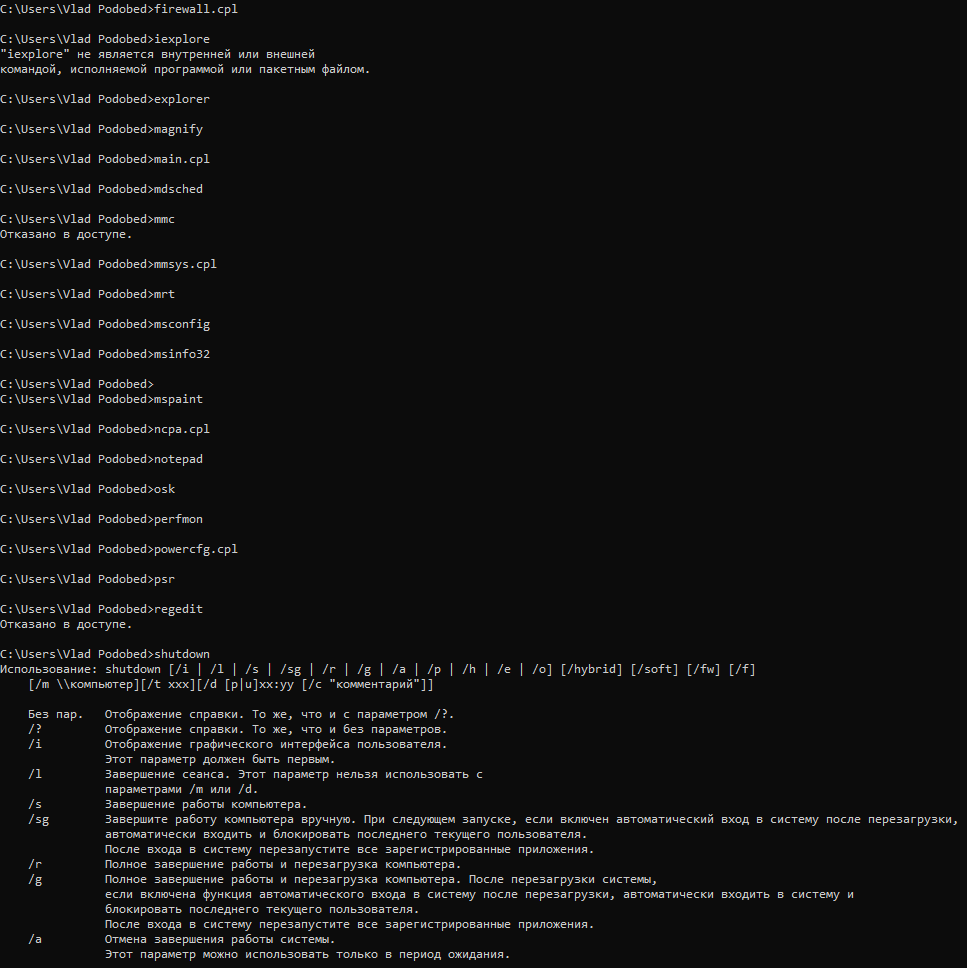 C:\Users\Vlad Podobed>firewall.cpl
C:\Users\Vlad Podobed>iexplore
"iexplore" не является внутренней или внешней
командой, исполняемой программой или пакетным файлом.
C:\Users\Vlad Podobed>explorer
C:\Users\Vlad Podobed>magnify
C:\Users\Vlad Podobed>main.cpl
C:\Users\Vlad Podobed>mdsched
C:\Users\Vlad Podobed>mmc
Отказано в доступе.
C:\Users\Vlad Podobed>mmsys.cpl
C:\Users\Vlad Podobed>mrt
C:\Users\Vlad Podobed>msconfig
C:\Users\Vlad Podobed>msinfo32
C:\Users\Vlad Podobed>
C:\Users\Vlad Podobed>mspaint
C:\Users\Vlad Podobed>ncpa.cpl
C:\Users\Vlad Podobed>notepad
C:\Users\Vlad Podobed>osk
C:\Users\Vlad Podobed>perfmon
C:\Users\Vlad Podobed>powercfg.cpl
C:\Users\Vlad Podobed>psr
C:\Users\Vlad Podobed>regedit
Отказано в доступе.
C:\Users\Vlad Podobed>shutdown
Использование: shutdown [/i | /l | /s | /sg | /r | /g | /a | /p | /h | /e | /o] [/hybrid] [/soft] [/fw] [/f]
[/m \\компьютер][/t xxx][/d [p|u]xx:yy [/c "комментарий"]]
Без пар. Отображение справки. То же, что и с параметром /?.
/? Отображение справки. То же, что и без параметров.
/i Отображение графического интерфейса пользователя.
Этот параметр должен быть первым.
/l Завершение сеанса. Этот параметр нельзя использовать с
параметрами /m или /d.
/s Завершение работы компьютера.
/sg Завершите работу компьютера вручную. При следующем запуске, если включен автоматический вход в систему после перезагрузки,
автоматически входить и блокировать последнего текущего пользователя.
После входа в систему перезапустите все зарегистрированные приложения.
/r Полное завершение работы и перезагрузка компьютера.
/g Полное завершение работы и перезагрузка компьютера. После перезагрузки системы,
если включена функция автоматического входа в систему после перезагрузки, автоматически входить в систему и
блокировать последнего текущего пользователя.
После входа в систему перезапустите все зарегистрированные приложения.
/a Отмена завершения работы системы.
Этот параметр можно использовать только в период ожидания.